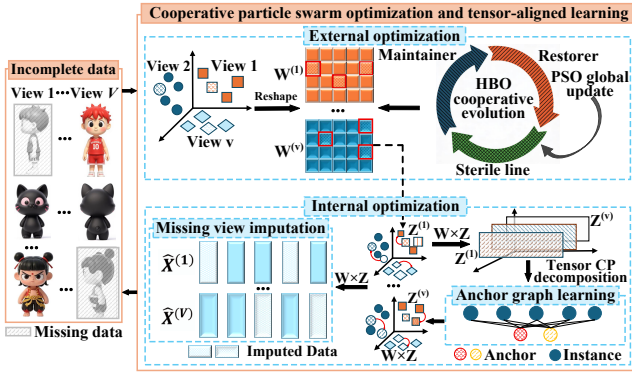 Cooperative particle swarm optimization and tensor-aligned learning
External optimization
Incomplete data
View 1···View V
Missing data
View 2
View 1
View v
Reshape
W^(1)
...
W^(v)
Maintainer
Restorer
HBO
cooperative
evolution
Sterile line
PSO global
update
Internal optimization
Missing view imputation
X̂^(1)
...
X̂^(V)
Imputed Data
W×Z
Z^(1)
...
Z^(v)
W×Z
W×Z
Z^(v)
Z^(1)
Tensor CP
decomposition
Anchor graph learning
Anchor
Instance
10